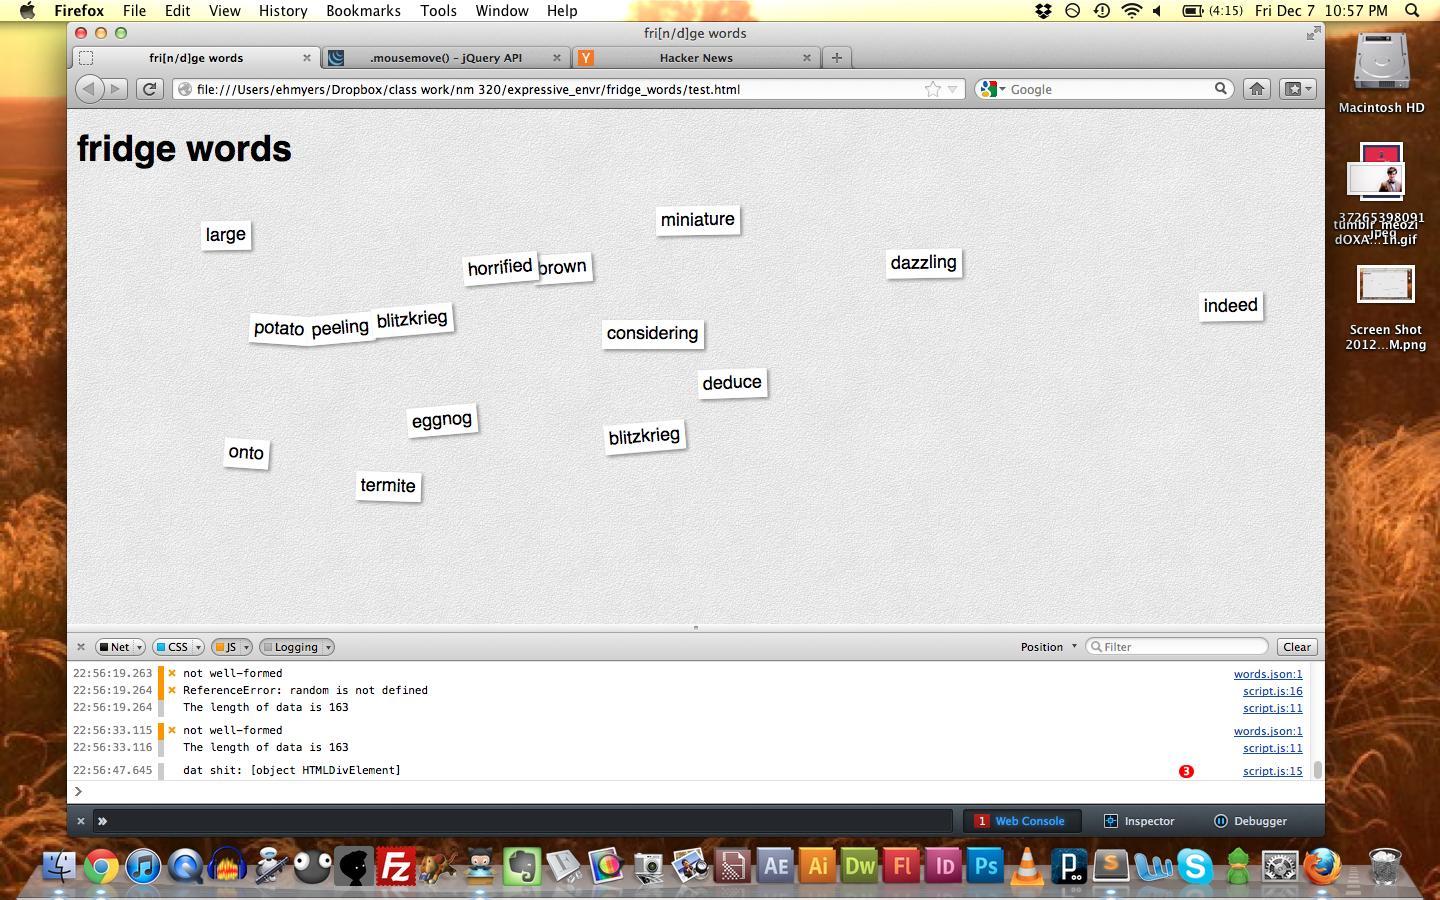 Firefox File Edit View History Bookmarks Tools Window Help (4:15) Fri Dec 7 10:57 PM
fri[n/d]ge words
fri[n/d]ge words .mousemove() – jQuery API Hacker News
file:///Users/ehmyers/Dropbox/class work/nm 320/expressive_envr/fridge_words/test.html Google
Macintosh HD
fridge words
miniature
large
37265398091
.jpeg
tumblr_meozi
dOXA...1n.gif
horrified brown
dazzling
indeed
potato peeling blitzkrieg
considering
Screen Shot
2012...M.png
deduce
eggnog
blitzkrieg
onto
termite
Net CSS JS Logging Position Filter Clear
22:56:19.263 not well-formed words.json:1
22:56:19.264 ReferenceError: random is not defined script.js:16
22:56:19.264 The length of data is 163 script.js:11
22:56:33.115 not well-formed words.json:1
22:56:33.116 The length of data is 163 script.js:11
22:56:47.645 dat shit: [object HTMLDivElement] 3 script.js:15
>
» 1 Web Console Inspector Debugger
Fz AE Ai Dw Fl ID Ps P S W S